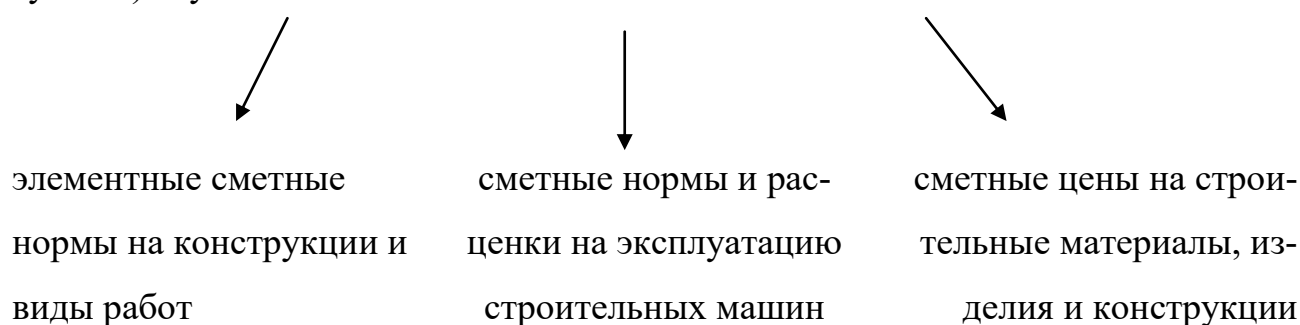 элементные сметные
нормы на конструкции и
виды работ
сметные нормы и рас-
ценки на эксплуатацию
строительных машин
сметные цены на строи-
тельные материалы, из-
делия и конструкции